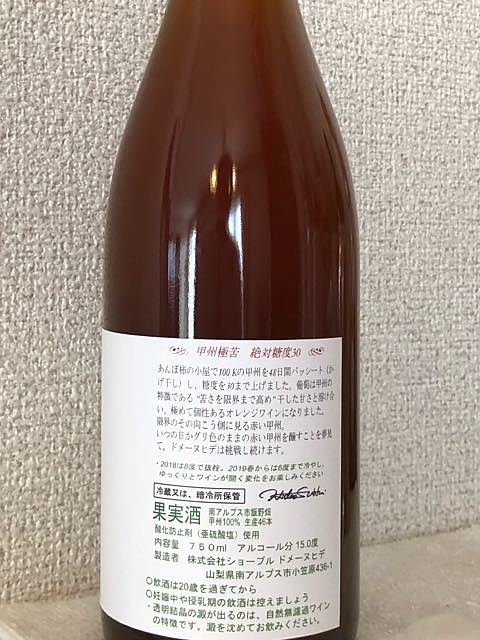 甲州極苦 絶対糖度30
あんぽ柿の小屋で100Kの甲州を48日間パッシート（か
げ干し）し、糖度を30まで上げました。葡萄は甲州の
特徴である“苦さを限界まで高め”干した甘さと溶け合
い、極めて個性あるオレンジワインになりました。
限界のその向こう側に見る赤い甲州。
いつの日かグリ色のままの赤い甲州を醸すことを夢見
て、ドメーヌヒデは挑戦し続けます。
・2018は8度で抜栓。2019春からは6度まで冷やし、
ゆっくりとワインが開く変化をお楽しみください。
冷蔵又は、暗冷所保管
果実酒 南アルプス市飯野畑
甲州100% 生産46本
酸化防止剤（亜硫酸塩）使用
内容量 750ml アルコール分 15.0度
製造者 株式会社ショープル ドメーヌヒデ
山梨県南アルプス市小笠原436-1
○飲酒は20歳を過ぎてから
○妊娠中や授乳期の飲酒は控えましょう
・透明結晶の澱が出るのは、自然無濾過ワイン
の特徴です。澱を沈めてお飲みください。